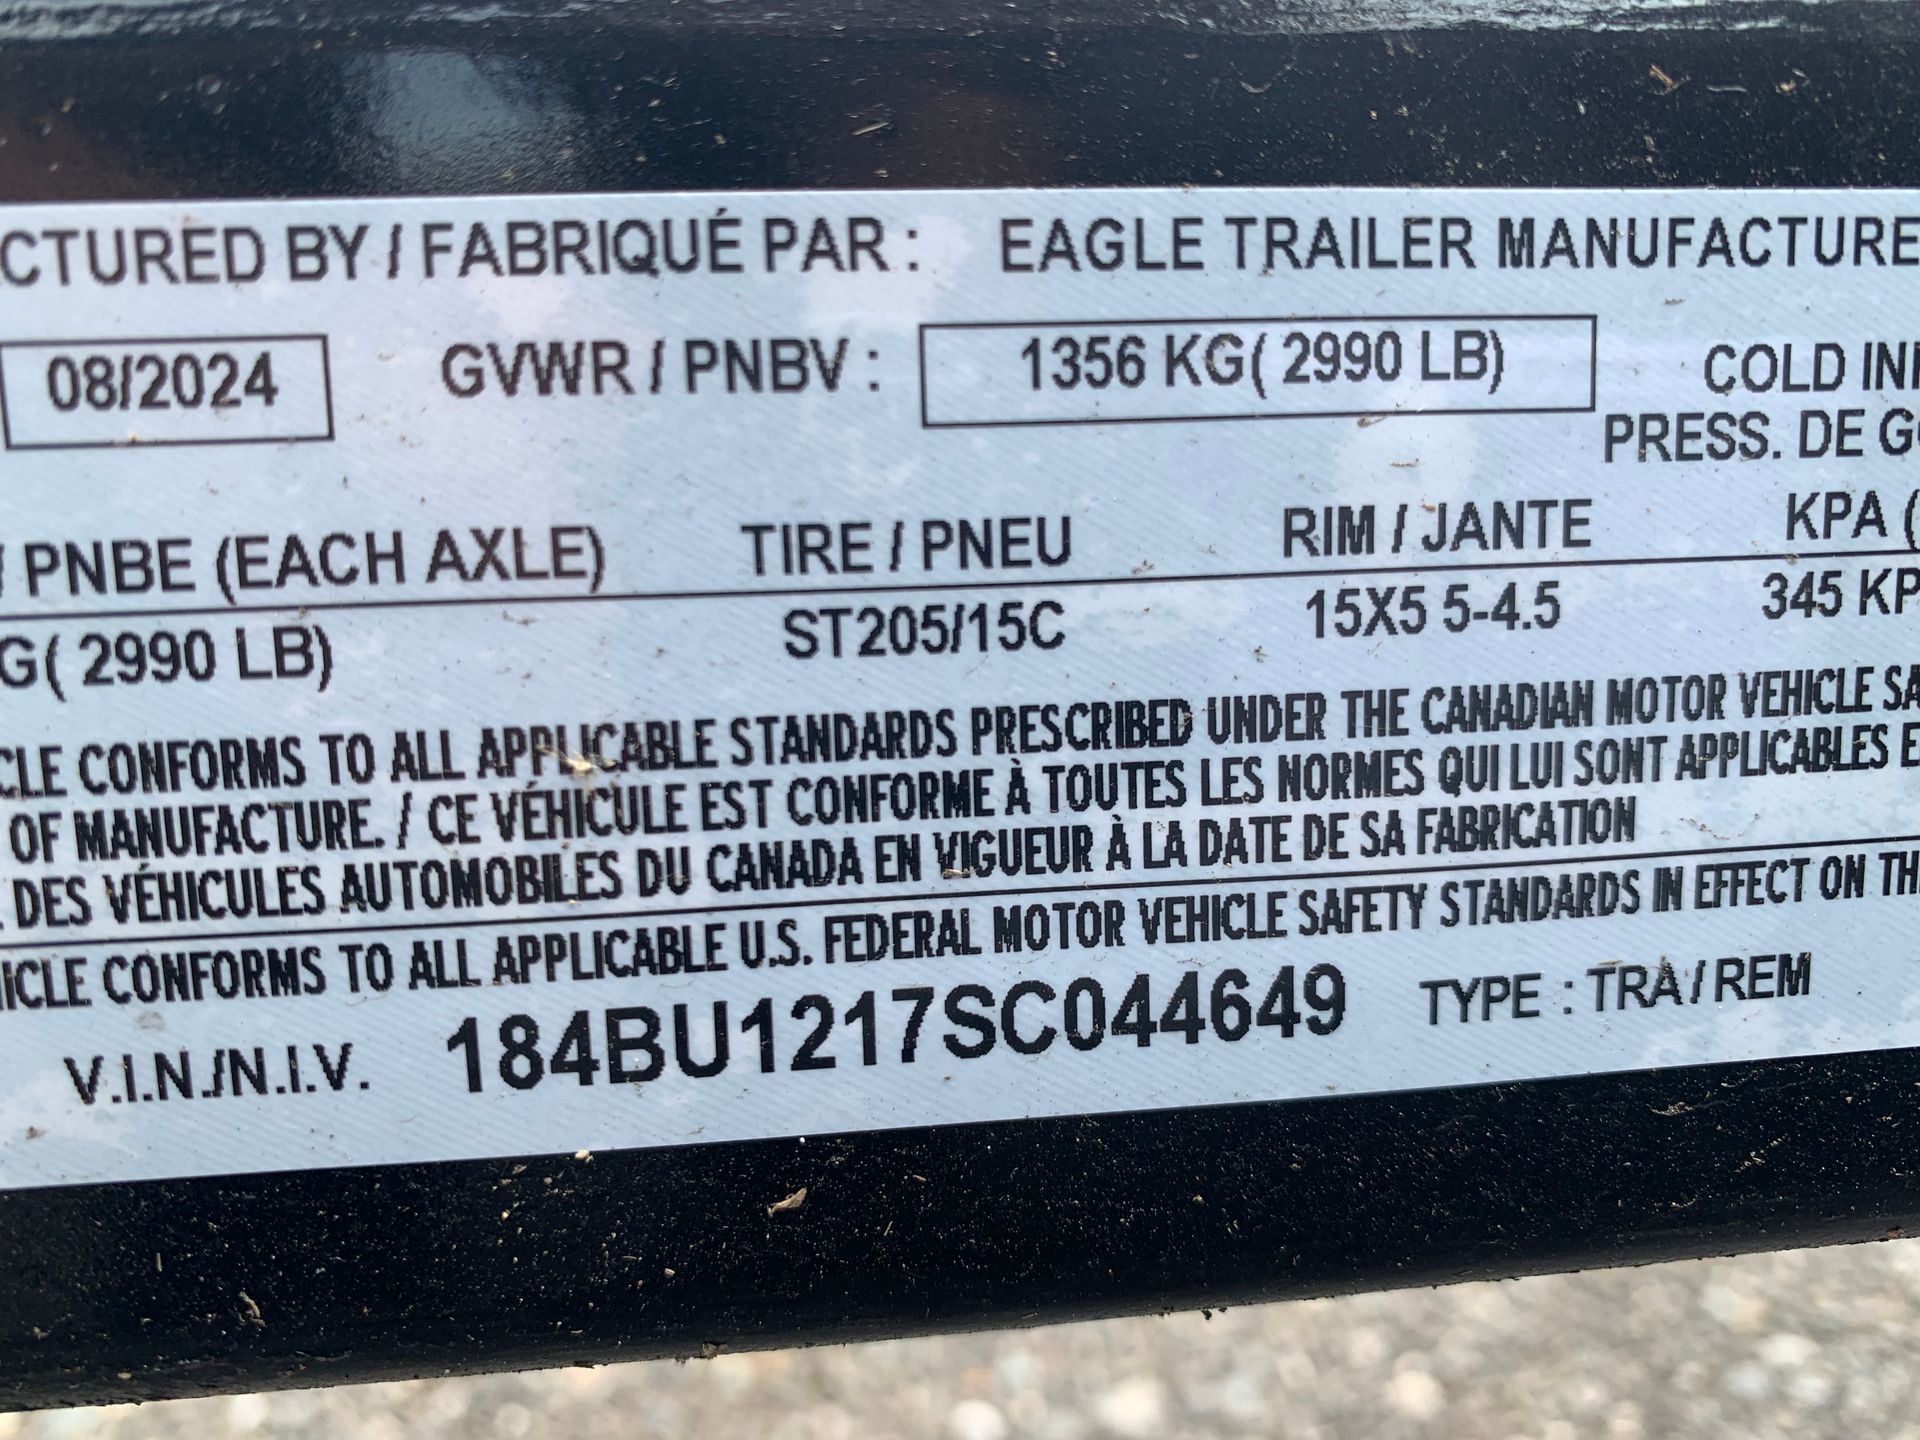 CTURED BY / FABRIQUÉ PAR : EAGLE TRAILER MANUFACTURE
08/2024 GVWR / PNBV : 1356 KG( 2990 LB) COLD INF
PRESS. DE G
/ PNBE (EACH AXLE) TIRE / PNEU RIM / JANTE KPA (
G( 2990 LB) ST205/15C 15X5 5-4.5 345 KP
CLE CONFORMS TO ALL APPLICABLE STANDARDS PRESCRIBED UNDER THE CANADIAN MOTOR VEHICLE SA
OF MANUFACTURE. / CE VÉHICULE EST CONFORME À TOUTES LES NORMES QUI LUI SONT APPLICABLES E
DES VÉHICULES AUTOMOBILES DU CANADA EN VIGUEUR À LA DATE DE SA FABRICATION
ICLE CONFORMS TO ALL APPLICABLE U.S. FEDERAL MOTOR VEHICLE SAFETY STANDARDS IN EFFECT ON TH
V.I.N./N.I.V. 184BU1217SC044649 TYPE : TRA / REM